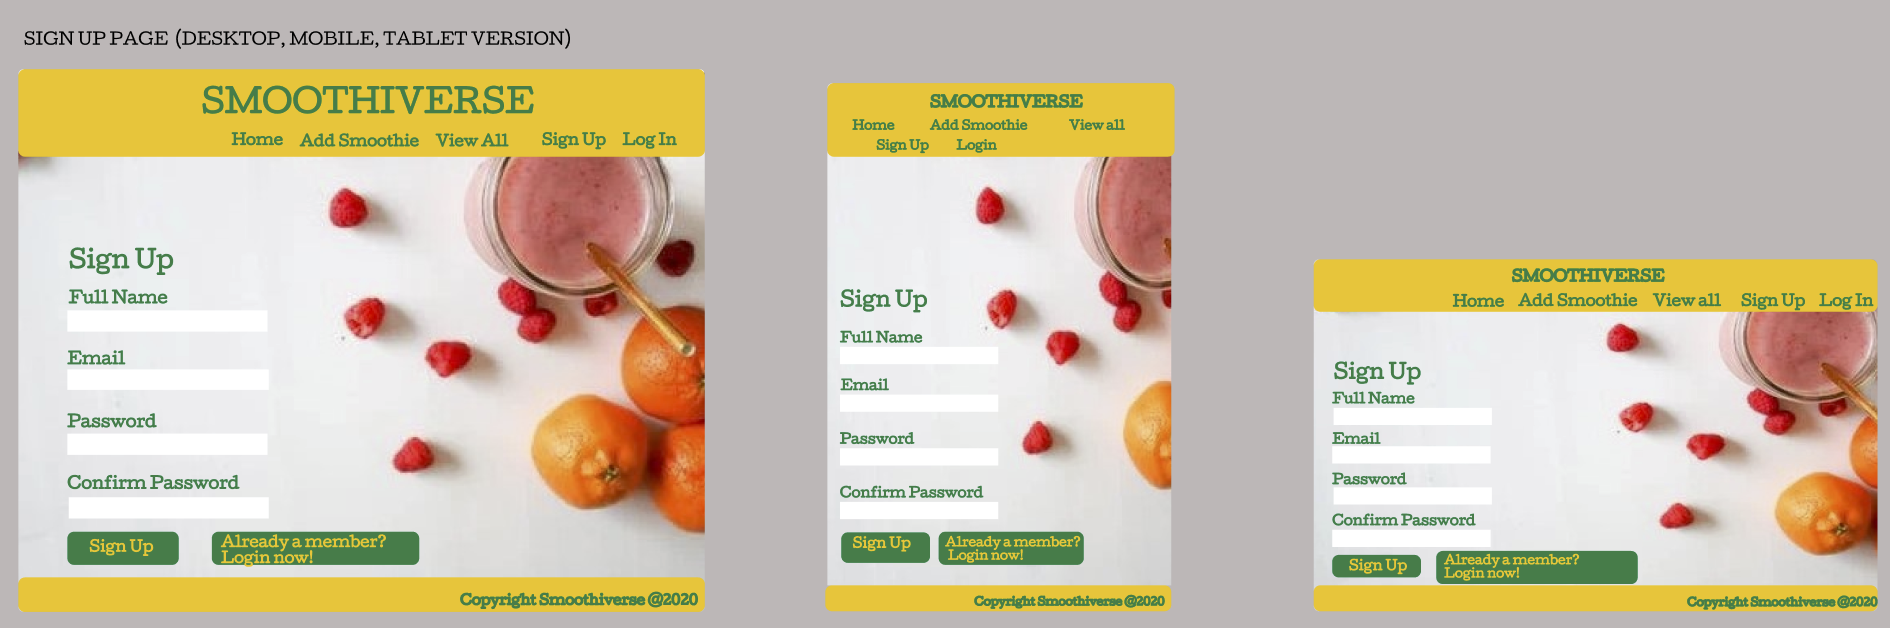 SIGN UP PAGE (DESKTOP, MOBILE, TABLET VERSION)
SMOOTHIVERSE
Home Add Smoothie View All Sign Up Log In
Sign Up
Full Name
Email
Password
Confirm Password
Sign Up
Already a member?
Login now!
Copyright Smoothiverse @2020
SMOOTHIVERSE
Home Add Smoothie View all
Sign Up Login
Sign Up
Full Name
Email
Password
Confirm Password
Sign Up
Already a member?
Login now!
Copyright Smoothiverse @2020
SMOOTHIVERSE
Home Add Smoothie View all Sign Up Log In
Sign Up
Full Name
Email
Password
Confirm Password
Sign Up
Already a member?
Login now!
Copyright Smoothiverse @2020